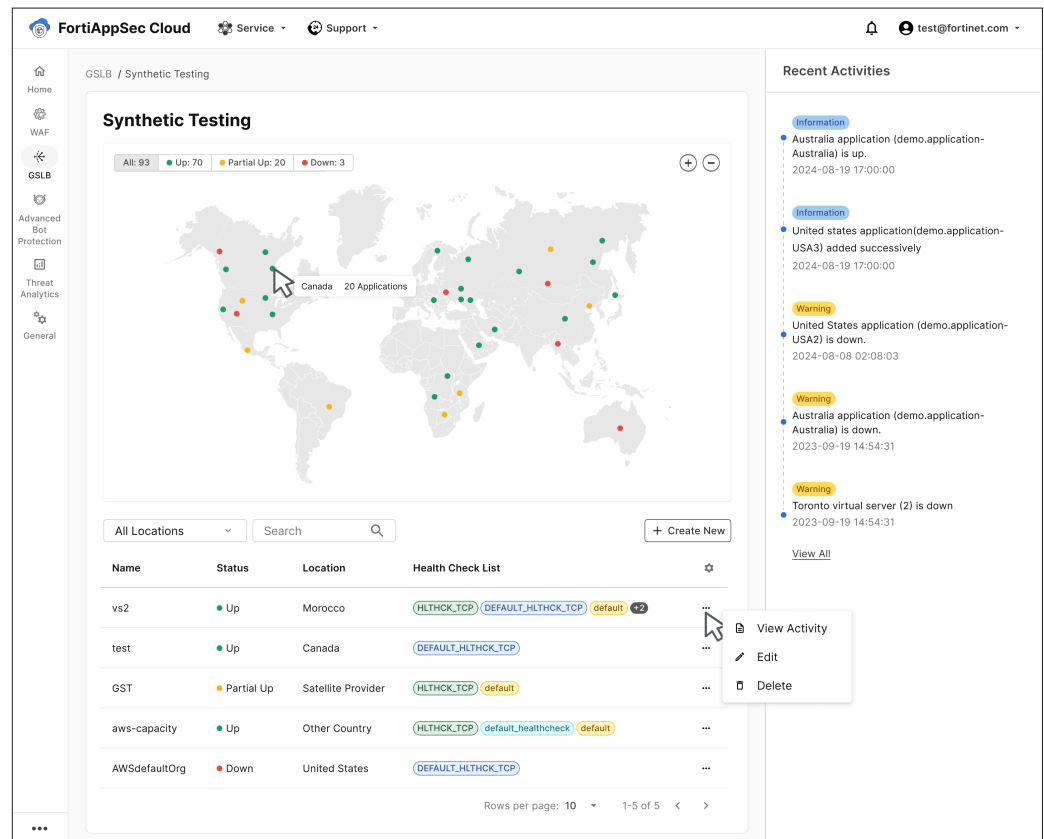 FortiAppSec Cloud
Service
24
Support
test@fortinet.com
Home
WAF
GSLB
Advanced
Bot
Protection
Threat
Analytics
General
GSLB / Synthetic Testing
Synthetic Testing
All: 93
Up: 70
Partial Up: 20
Down: 3
Canada 20 Applications
All Locations
Search
+ Create New
Name Status Location Health Check List
vs2 Up Morocco HLTHCK_TCP DEFAULT_HLTHCK_TCP default +2
test Up Canada DEFAULT_HLTHCK_TCP
GST Partial Up Satellite Provider HLTHCK_TCP default
aws-capacity Up Other Country HLTHCK_TCP default_healthcheck default
AWSdefaultOrg Down United States DEFAULT_HLTHCK_TCP
Rows per page: 10 1-5 of 5
View Activity
Edit
Delete
Recent Activities
Information
Australia application (demo.application-
Australia) is up.
2024-08-19 17:00:00
Information
United states application(demo.application-
USA3) added successively
2024-08-19 17:00:00
Warning
United States application (demo.application-
USA2) is down.
2024-08-08 02:08:03
Warning
Australia application (demo.application-
Australia) is down.
2023-09-19 14:54:31
Warning
Toronto virtual server (2) is down
2023-09-19 14:54:31
View All